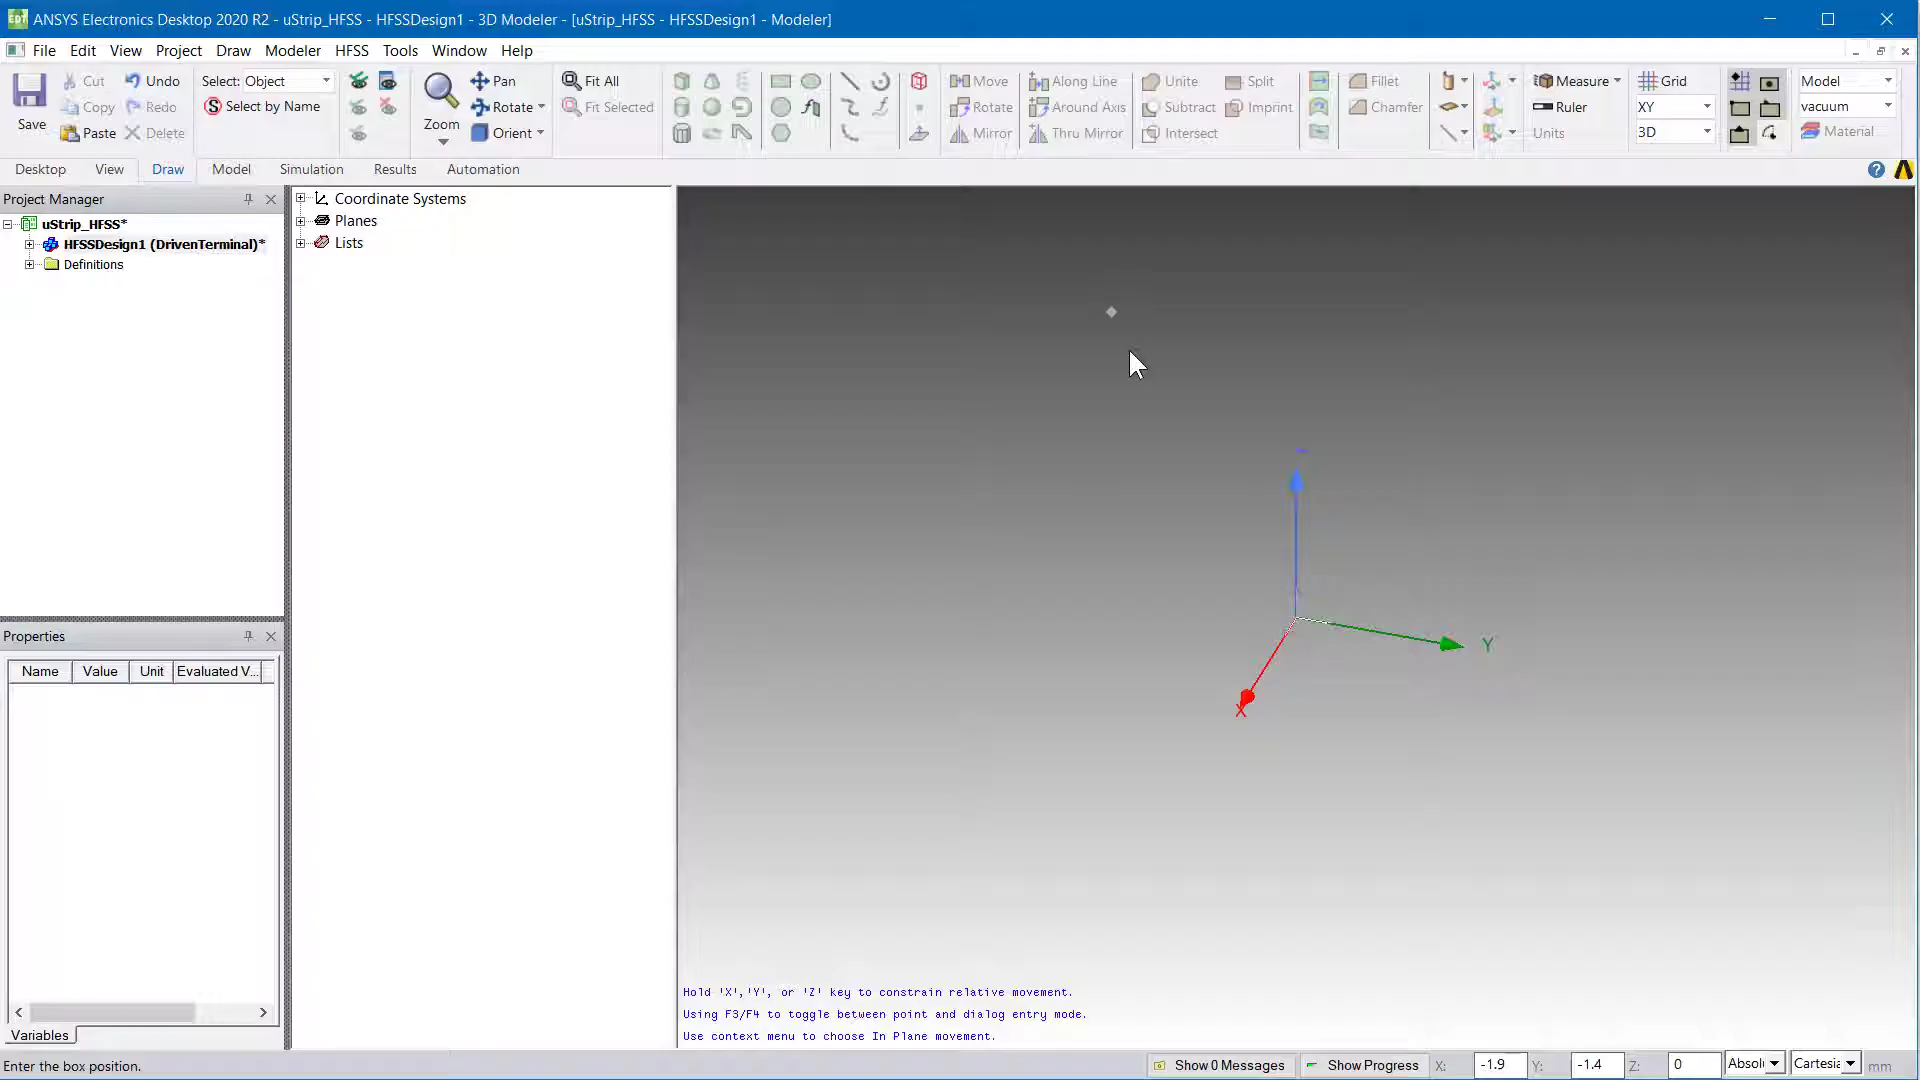 ANSYS Electronics Desktop 2020 R2 - uStrip_HFSS - HFSSDesign1 - 3D Modeler - [uStrip_HFSS - HFSSDesign1 - Modeler]
File Edit View Project Draw Modeler HFSS Tools Window Help
Save
Cut
Copy
Paste
Undo
Redo
Delete
Select: Object
Select by Name
Zoom
Pan
Rotate
Orient
Fit All
Fit Selected
Move
Rotate
Mirror
Along Line
Around Axis
Thru Mirror
Unite
Subtract
Intersect
Split
Imprint
Fillet
Chamfer
Measure
Ruler
Units
Grid
XY
3D
Model
vacuum
Material
Desktop View Draw Model Simulation Results Automation
Project Manager
uStrip_HFSS*
HFSSDesign1 (DrivenTerminal)*
Definitions
Coordinate Systems
Planes
Lists
Y
X
Properties
Name Value Unit Evaluated V...
Variables
Hold 'X','Y', or 'Z' key to constrain relative movement.
Using F3/F4 to toggle between point and dialog entry mode.
Use context menu to choose In Plane movement.
Enter the box position.
Show 0 Messages Show Progress X: -1.9 Y: -1.4 Z: 0 Absolu Cartesia mm